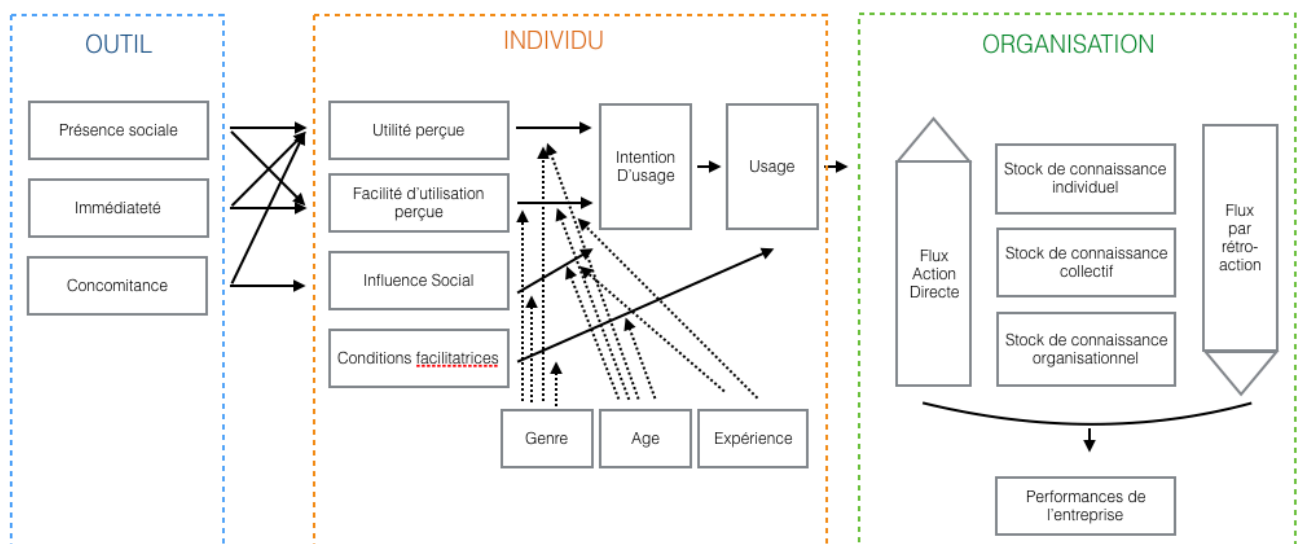 OUTIL
Présence sociale
Immédiateté
Concomitance
INDIVIDU
Utilité perçue
Facilité d'utilisation
perçue
Influence Social
Conditions facilitatrices
Intention
D'usage
Usage
Genre
Age
Expérience
ORGANISATION
Flux
Action
Directe
Stock de connaissance
individuel
Stock de connaissance
collectif
Stock de connaissance
organisationnel
Flux
par
rétro-
action
Performances de
l'entreprise